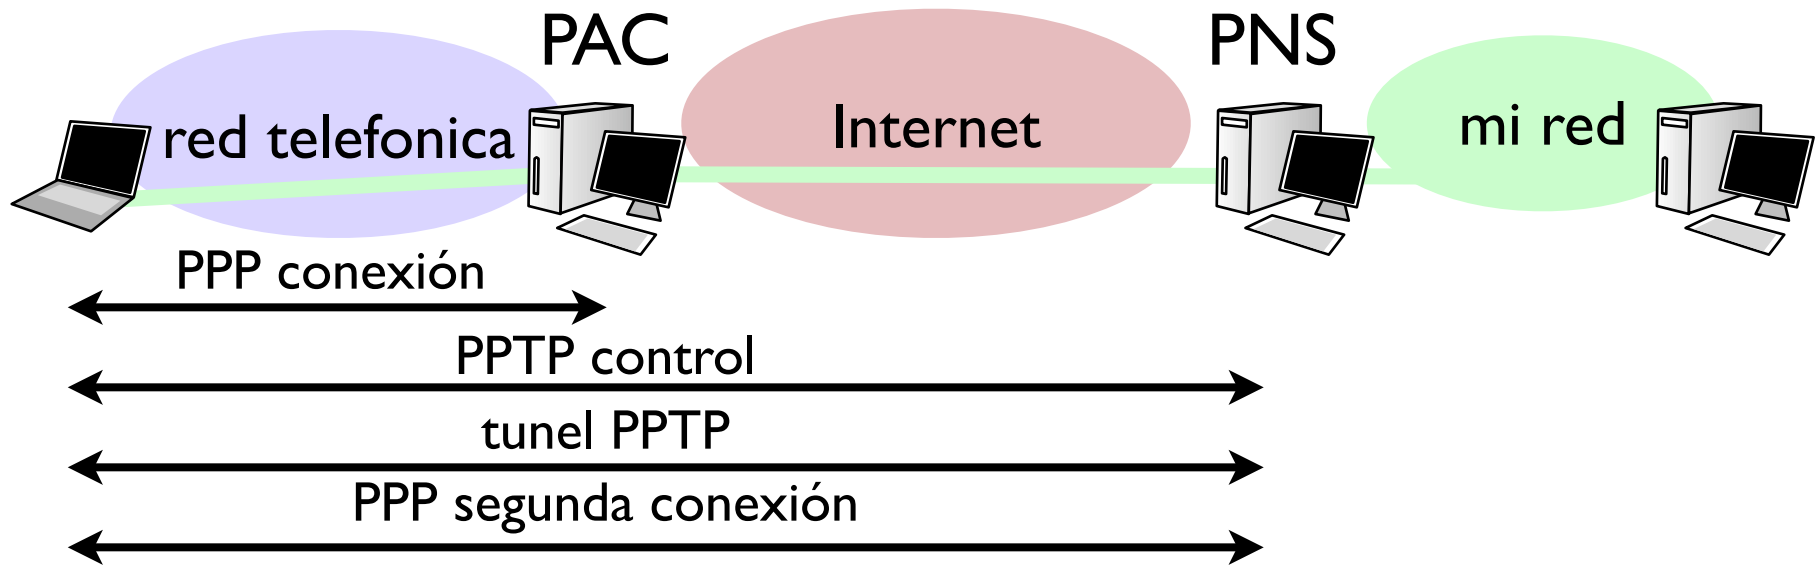 PAC
PNS
red telefonica
Internet
mi red
PPP conexión
PPTP control
tunel PPTP
PPP segunda conexión